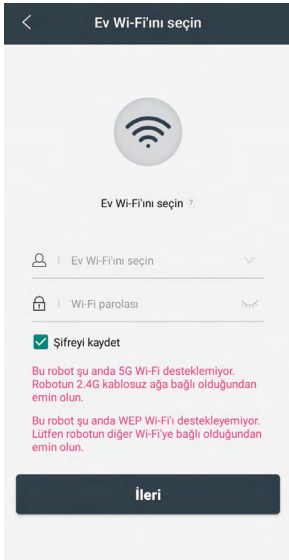 Ev Wi-Fi'ını seçin
Ev Wi-Fi'ını seçin ?
Ev Wi-Fi'ını seçin
Wi-Fi parolası
Şifreyi kaydet
Bu robot şu anda 5G Wi-Fi desteklemiyor.
Robotun 2.4G kablosuz ağa bağlı olduğundan
emin olun.
Bu robot şu anda WEP Wi-Fi'ı destekleyemiyor.
Lütfen robotun diğer Wi-Fi'ye bağlı olduğundan
emin olun.
İleri